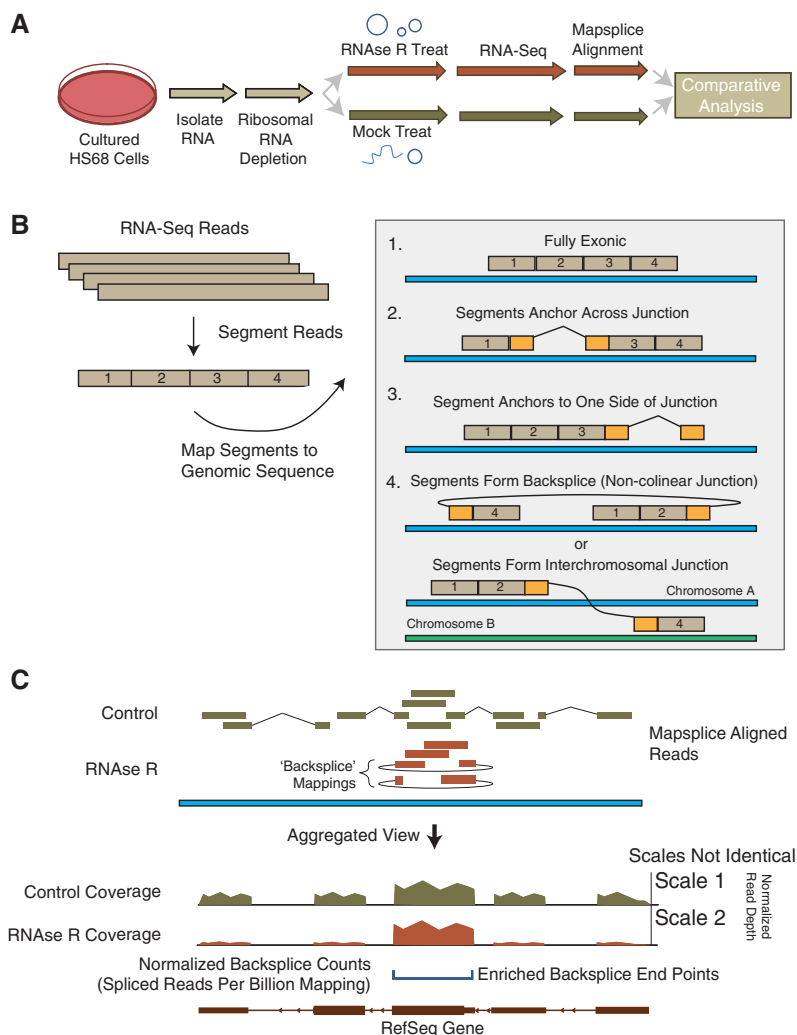 A
RNAse R Treat
RNA-Seq
Mapsplice
Alignment
Cultured
HS68 Cells
Isolate
RNA
Ribosomal
RNA
Depletion
Mock Treat
Comparative
Analysis
B
RNA-Seq Reads
Segment Reads
1 2 3 4
Map Segments to
Genomic Sequence
1.
Fully Exonic
1 2 3 4
2.
Segments Anchor Across Junction
1 3 4
3.
Segment Anchors to One Side of Junction
1 2 3
4.
Segments Form Backsplice (Non-colinear Junction)
4 1 2
or
Segments Form Interchromosomal Junction
1 2
Chromosome A
Chromosome B
4
C
Control
Mapsplice Aligned
Reads
RNAse R
'Backsplice'
Mappings
Aggregated View
Scales Not Identical
Control Coverage
Scale 1
Scale 2
Normalized
Read Depth
RNAse R Coverage
Normalized Backsplice Counts
(Spliced Reads Per Billion Mapping)
Enriched Backsplice End Points
RefSeq Gene